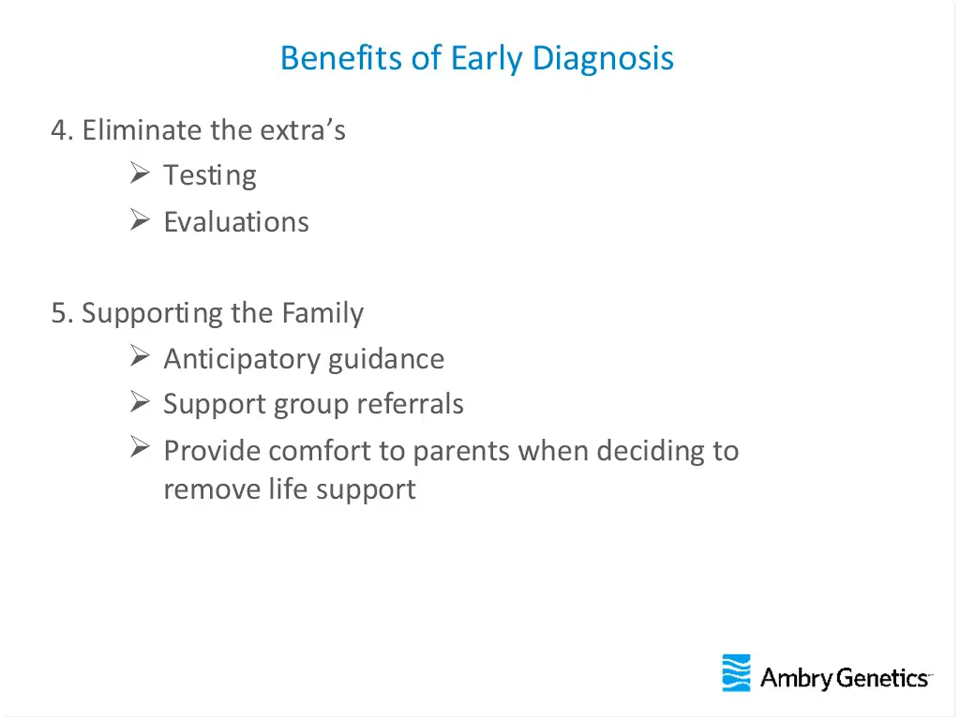 Benefits of Early Diagnosis
4. Eliminate the extra’s
➢ Testing
➢ Evaluations
5. Supporting the Family
➢ Anticipatory guidance
➢ Support group referrals
➢ Provide comfort to parents when deciding to
remove life support
Ambry Genetics